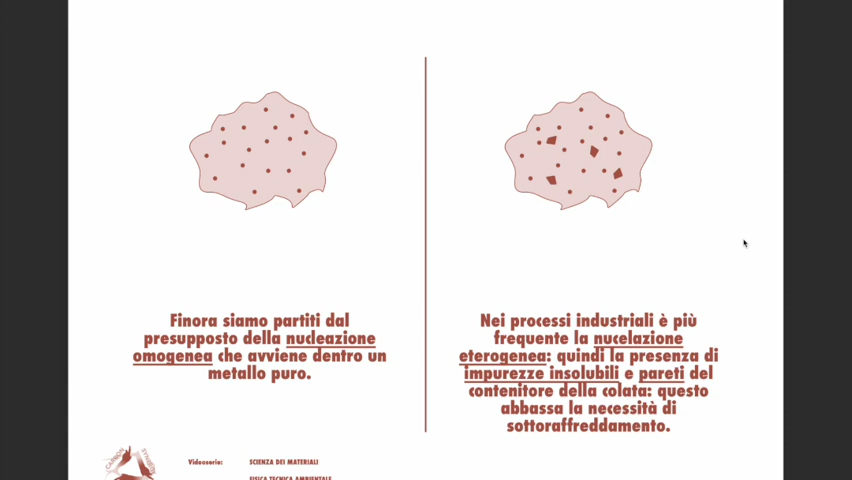 Finora siamo partiti dal
presupposto della nucleazione
omogenea che avviene dentro un
metallo puro.
Nei processi industriali è più
frequente la nucelazione
eterogenea: quindi la presenza di
impurezze insolubili e pareti del
contenitore della colata: questo
abbassa la necessità di
sottoraffreddamento.
CARBON SYNAPSIS
Videoserie: SCIENZA DEI MATERIALI
FISICA TECNICA AMBIENTALE